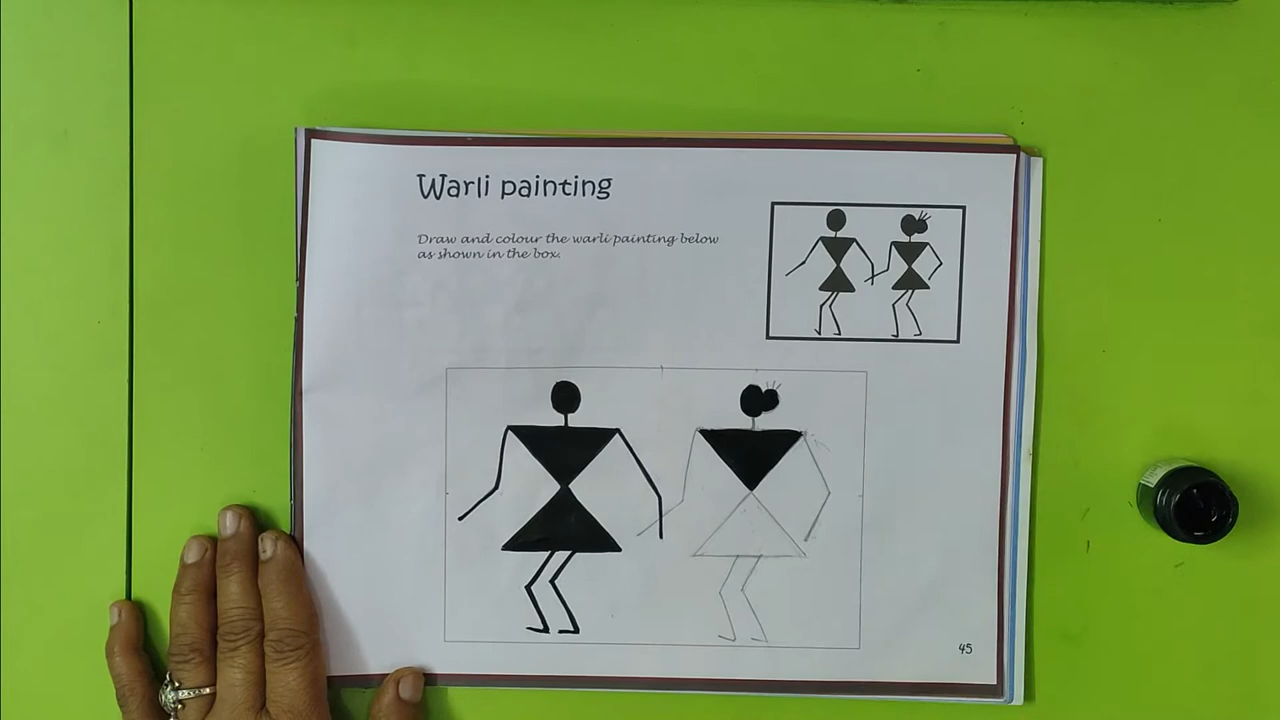 Warli painting
Draw and colour the warli painting below
as shown in the box.
45